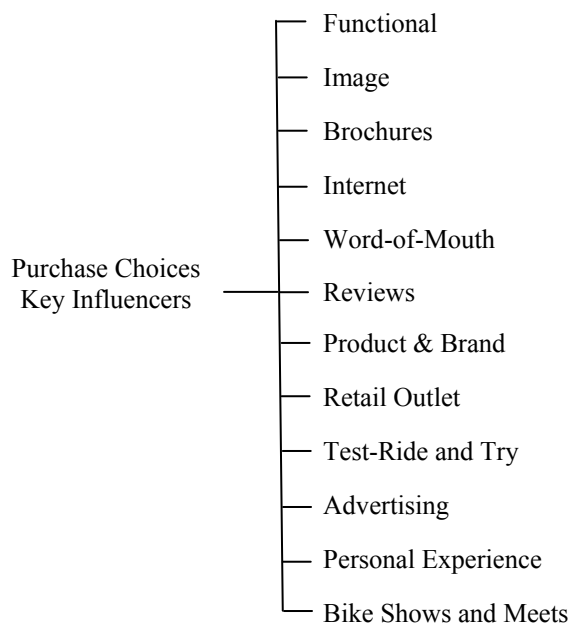 Functional
Image
Brochures
Internet
Word-of-Mouth
Purchase Choices
Key Influencers
Reviews
Product & Brand
Retail Outlet
Test-Ride and Try
Advertising
Personal Experience
Bike Shows and Meets